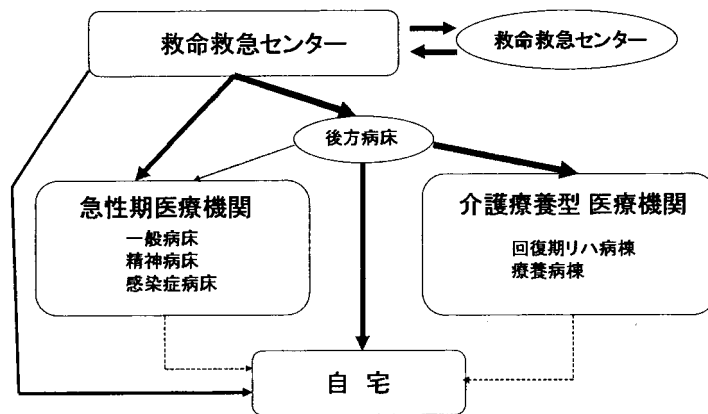 救命救急センター
救命救急センター
後方病床
急性期医療機関
一般病床
精神病床
感染症病床
介護療養型 医療機関
回復期リハ病棟
療養病棟
自 宅